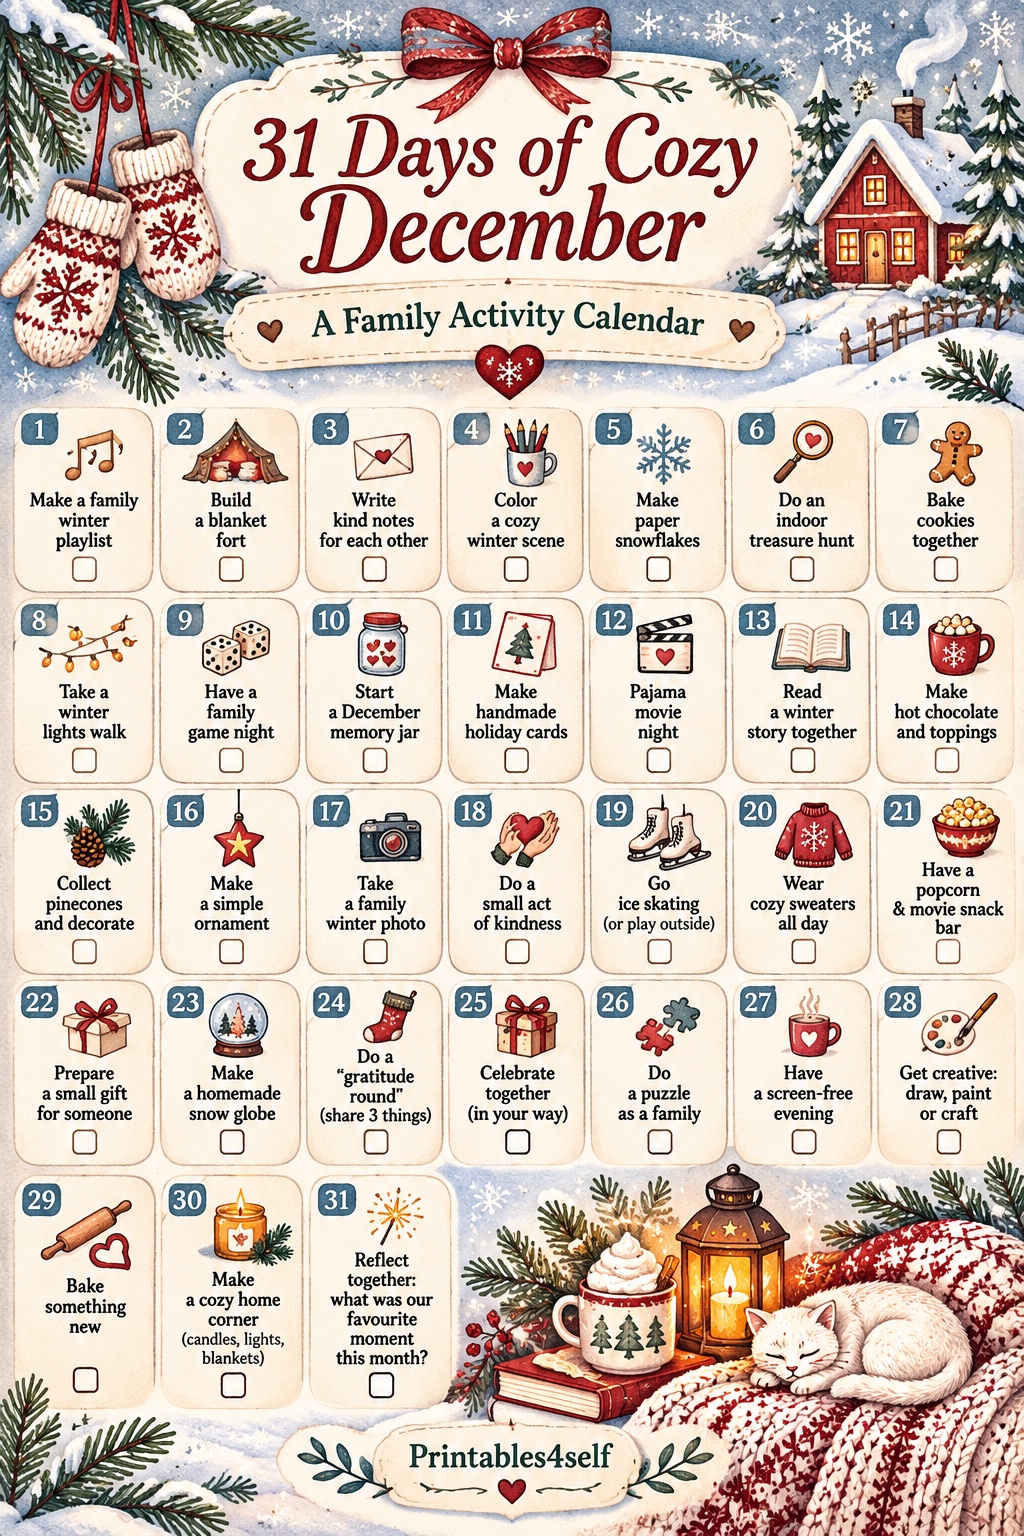 31 Days of Cozy
December
A Family Activity Calendar
1
Make a family
winter
playlist
2
Build
a blanket
fort
3
Write
kind notes
for each other
4
Color
a cozy
winter scene
5
Make
paper
snowflakes
6
Do an
indoor
treasure hunt
7
Bake
cookies
together
8
Take a
winter
lights walk
9
Have a
family
game night
10
Start
a December
memory jar
11
Make
handmade
holiday cards
12
Pajama
movie
night
13
Read
a winter
story together
14
Make
hot chocolate
and toppings
15
Collect
pinecones
and decorate
16
Make
a simple
ornament
17
Take
a family
winter photo
18
Do a
small act
of kindness
19
Go
ice skating
(or play outside)
20
Wear
cozy sweaters
all day
21
Have a
popcorn
& movie snack
bar
22
Prepare
a small gift
for someone
23
Make
a homemade
snow globe
24
Do a
“gratitude
round”
(share 3 things)
25
Celebrate
together
(in your way)
26
Do
a puzzle
as a family
27
Have
a screen-free
evening
28
Get creative:
draw, paint
or craft
29
Bake
something
new
30
Make
a cozy home
corner
(candles, lights,
blankets)
31
Reflect
together:
what was our
favourite
moment
this month?
Printables4self